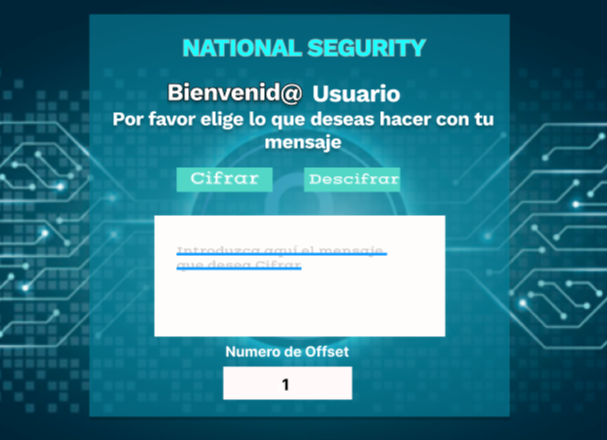 NATIONAL SEGURITY
Bienvenid@ Usuario
Por favor elige lo que deseas hacer con tu
mensaje
Cifrar Descifrar
Introduzca aquí el mensaje
que desea Cifrar
Numero de Offset
1